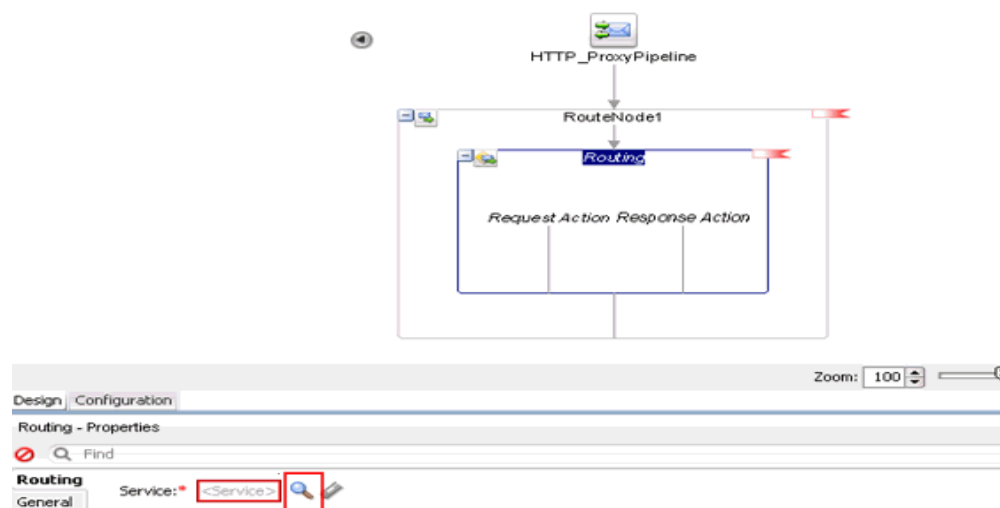 HTTP_ProxyPipeline
RouteNode1
Routing
Request Action Response Action
Zoom: 100
Design Configuration
Routing - Properties
Find
Routing
General
Service:* <Service>